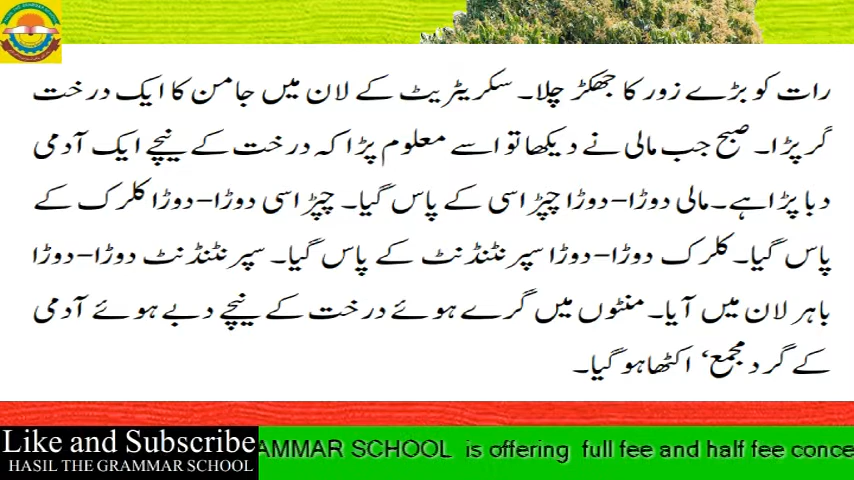 رات کو بڑے زور کا جھکڑ چلا۔ سکریٹریٹ کے لان میں جامن کا ایک درخت
گر پڑا۔ صبح جب مالی نے دیکھا تو اسے معلوم پڑا کہ درخت کے نیچے ایک آدمی
دبا پڑا ہے۔ مالی دوڑا-دوڑا چپڑاسی کے پاس گیا۔ چپڑاسی دوڑا-دوڑا کلرک کے
پاس گیا۔ کلرک دوڑا-دوڑا سپرنٹنڈنٹ کے پاس گیا۔ سپرنٹنڈنٹ دوڑا-دوڑا
باہر لان میں آیا۔ منٹوں میں گرے ہوئے درخت کے نیچے دبے ہوئے آدمی
کے گرد مجمع‘ اکٹھا ہو گیا۔
Like and Subscribe
HASIL THE GRAMMAR SCHOOL
AMMAR SCHOOL is offering full fee and half fee conce